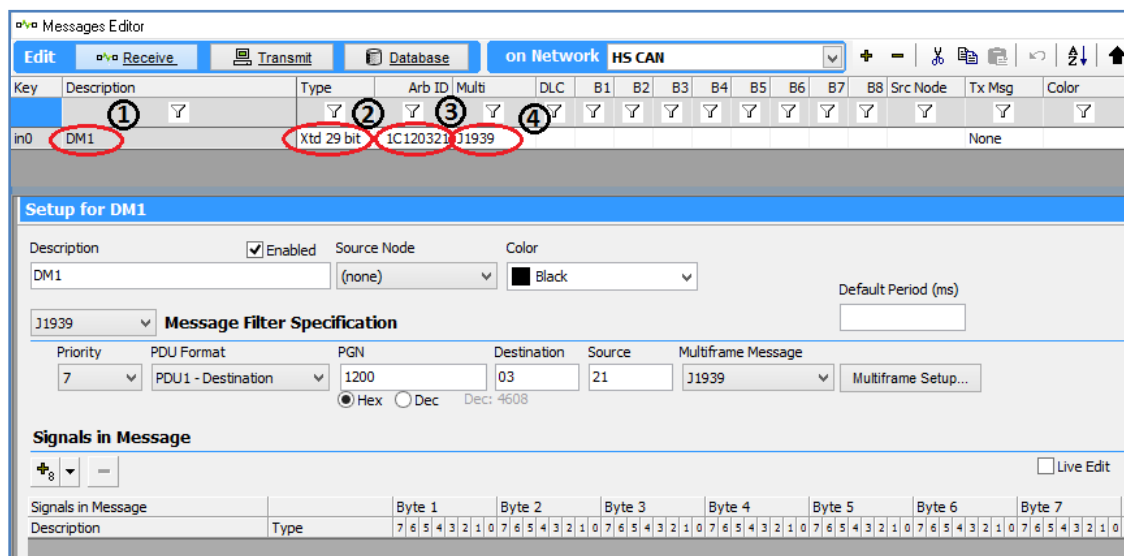 Messages Editor
Edit Receive Transmit Database on Network HS CAN
Key Description Type Arb ID Multi DLC B1 B2 B3 B4 B5 B6 B7 B8 Src Node Tx Msg Color
1 2 3 4
in0 DM1 Xtd 29 bit 1C120321 J1939 None
Setup for DM1
Description Enabled Source Node Color
DM1 (none) Black
Default Period (ms)
J1939 Message Filter Specification
Priority PDU Format PGN Destination Source Multiframe Message
7 PDU1 - Destination 1200 03 21 J1939 Multiframe Setup...
Hex Dec Dec: 4608
Signals in Message
8 Live Edit
Signals in Message Byte 1 Byte 2 Byte 3 Byte 4 Byte 5 Byte 6 Byte 7
Description Type 7 6 5 4 3 2 1 0 7 6 5 4 3 2 1 0 7 6 5 4 3 2 1 0 7 6 5 4 3 2 1 0 7 6 5 4 3 2 1 0 7 6 5 4 3 2 1 0 7 6 5 4 3 2 1 0